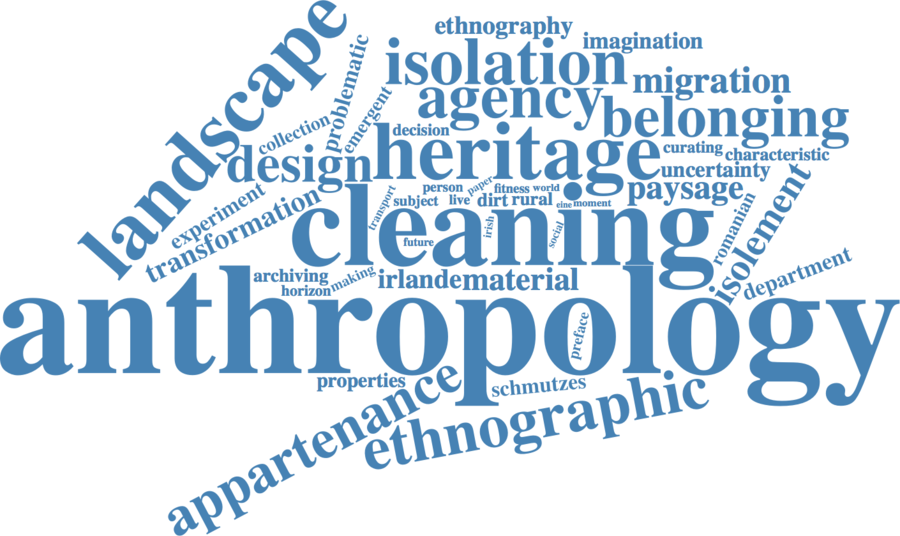 landscape
ethnography
imagination
problematic
isolation
emergent
migration
agency
belonging
collection
decision
heritage
curating
characteristic
design
uncertainty
paysage
experiment
transformation
person
paper
fitness
world
transport
subject
live
dirt
rural
eine
moment
cleaning
irish
social
future
romanian
isolement
department
archiving
making
horizon
irlande
material
anthropology
preface
properties
schmutzes
appartenance
ethnographic